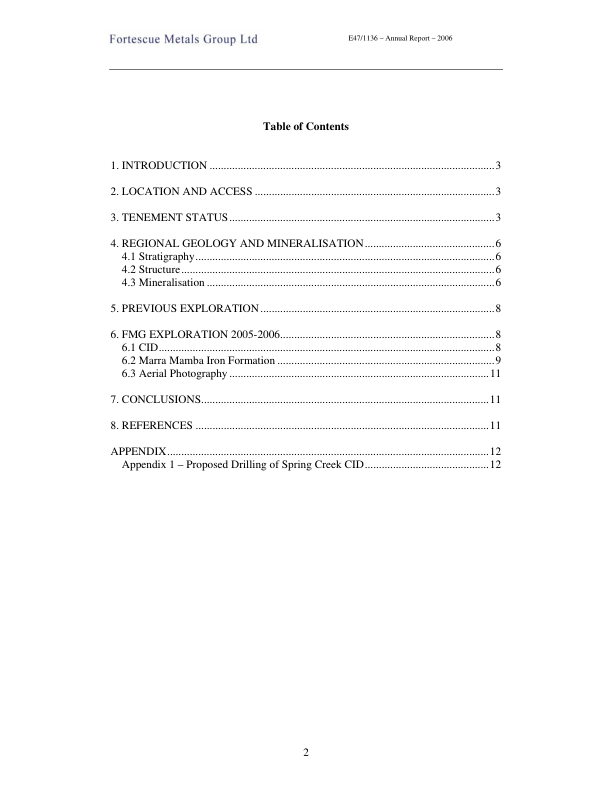 Fortescue Metals Group Ltd E47/1136 – Annual Report – 2006
Table of Contents
1. INTRODUCTION ..................................................................................................... 3
2. LOCATION AND ACCESS ..................................................................................... 3
3. TENEMENT STATUS ............................................................................................... 3
4. REGIONAL GEOLOGY AND MINERALISATION .............................................. 6
4.1 Stratigraphy .......................................................................................................... 6
4.2 Structure ............................................................................................................... 6
4.3 Mineralisation ...................................................................................................... 6
5. PREVIOUS EXPLORATION .................................................................................... 8
6. FMG EXPLORATION 2005-2006 ............................................................................ 8
6.1 CID ....................................................................................................................... 8
6.2 Marra Mamba Iron Formation ............................................................................. 9
6.3 Aerial Photography ............................................................................................ 11
7. CONCLUSIONS ...................................................................................................... 11
8. REFERENCES ........................................................................................................ 11
APPENDIX .................................................................................................................. 12
Appendix 1 – Proposed Drilling of Spring Creek CID ............................................ 12
2